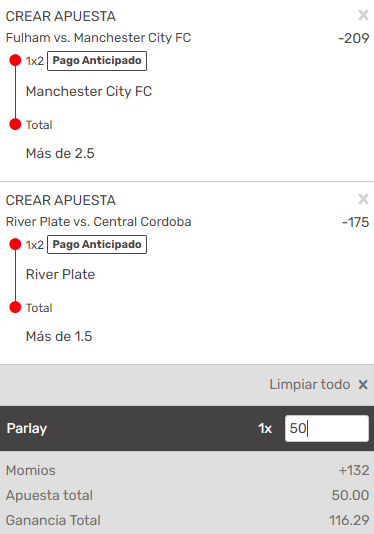 CREAR APUESTA X
Fulham vs. Manchester City FC -209
1x2 Pago Anticipado
Manchester City FC
Total
Más de 2.5
CREAR APUESTA X
River Plate vs. Central Cordoba -175
1x2 Pago Anticipado
River Plate
Total
Más de 1.5
Limpiar todo X
Parlay 1x 50
Momios +132
Apuesta total 50.00
Ganancia Total 116.29